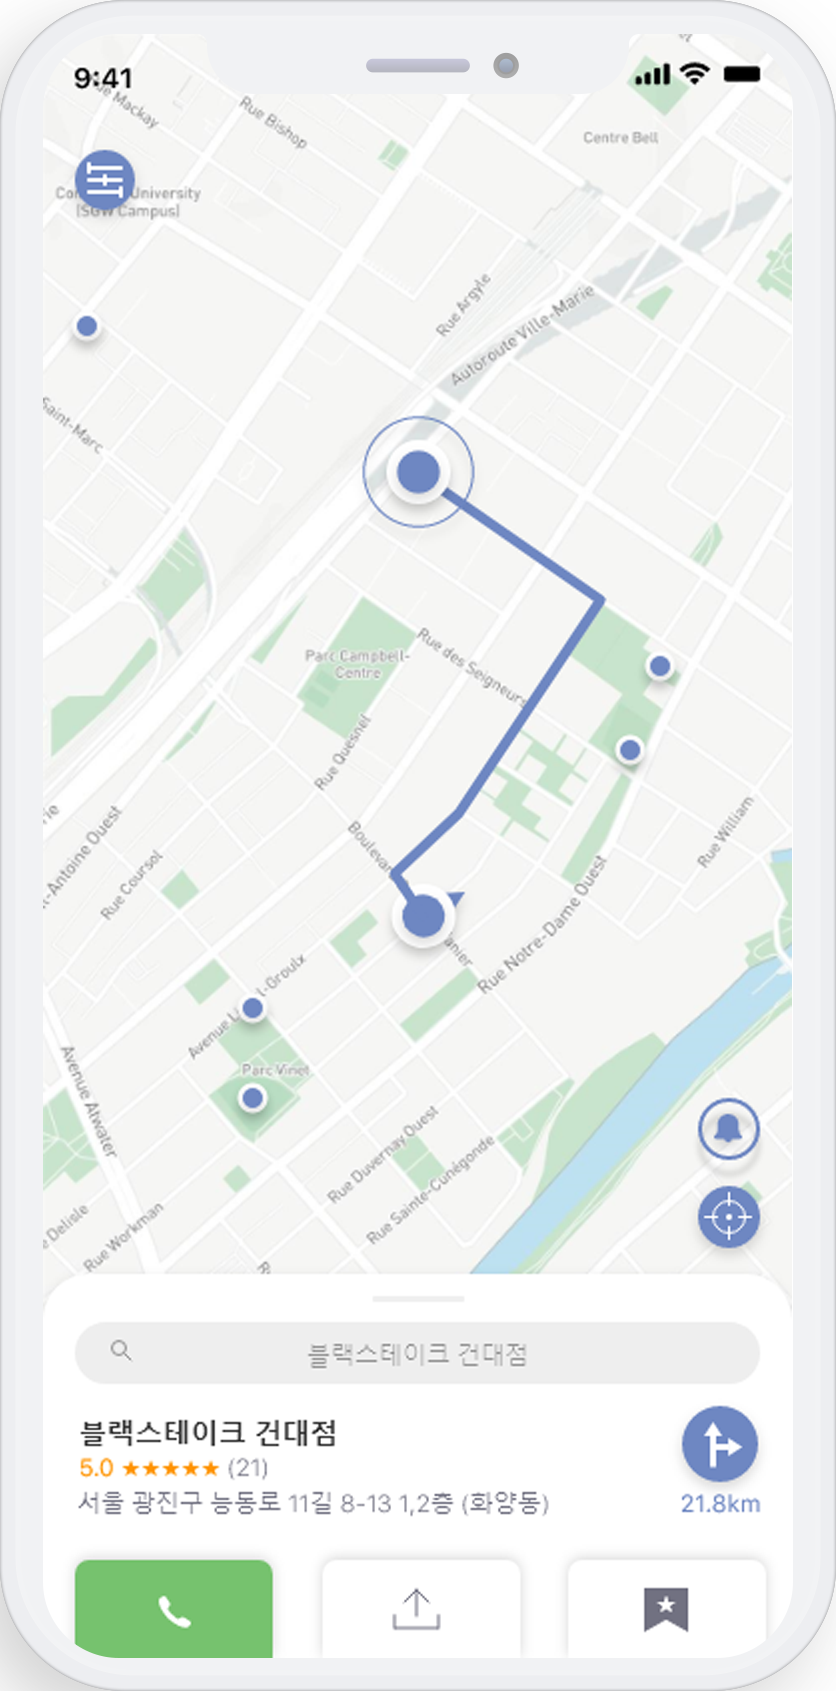 9:41
Rue Mackay
Rue Bishop
Centre Bell
University
(SGW Campus)
Rue Argyle
Autoroute Ville-Marie
Saint-Marc
Parc Campbell-
Centre
Rue des Seigneurs
Rue Quesnel
Rue William
-Antoine Ouest
Rue Coursol
Rue Notre-Dame Ouest
Avenue
l-Groulx
Parc Vinet
Avenue Atwater
Rue Duvernay Ouest
Rue Sainte-Cunégonde
Delisle
Rue Workman
블랙스테이크 건대점
블랙스테이크 건대점
5.0 ★★★★★ (21)
서울 광진구 능동로 11길 8-13 1,2층 (화양동)
21.8km